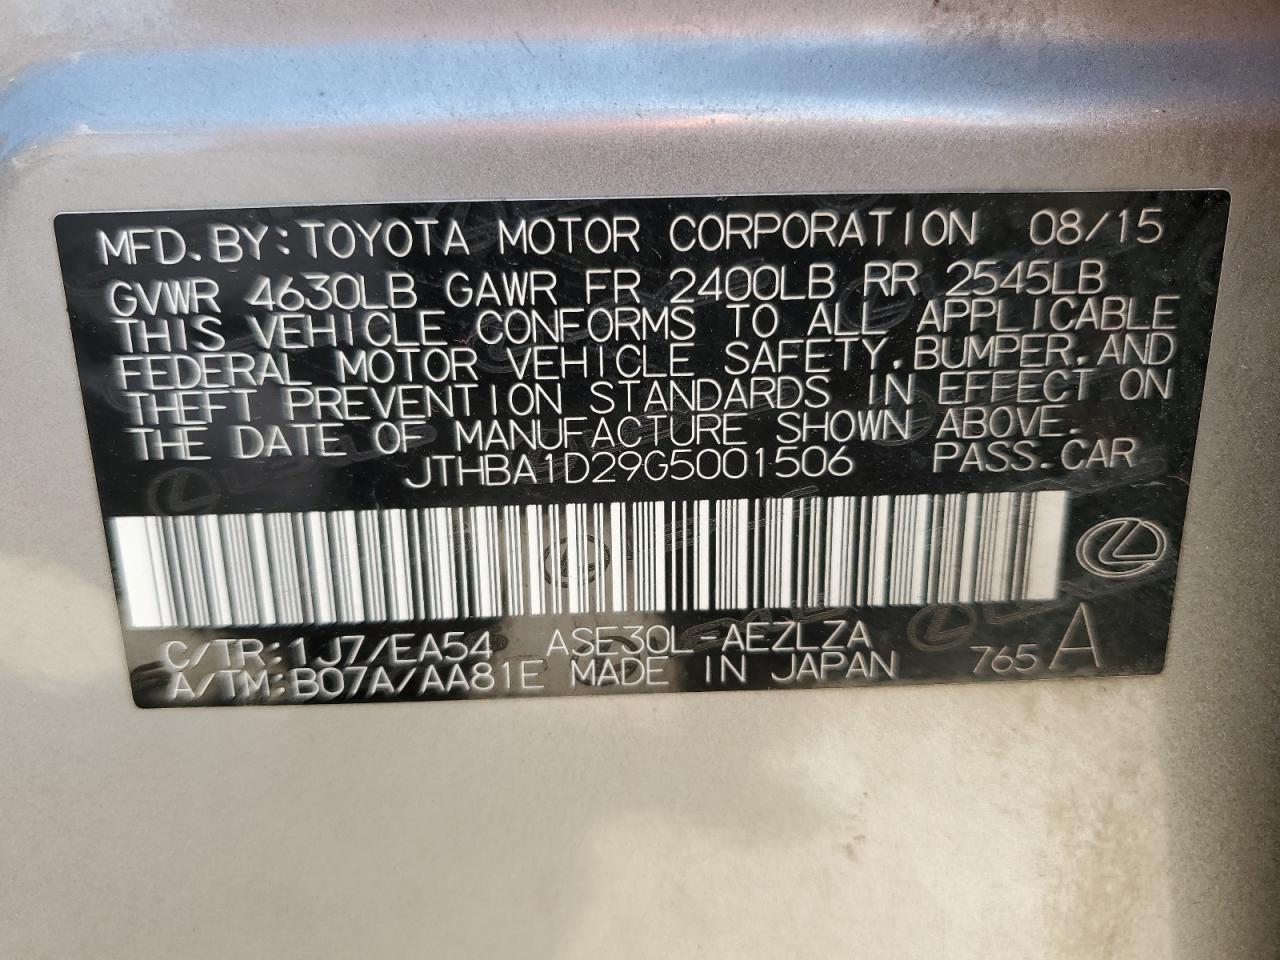 MFD.BY:TOYOTA MOTOR CORPORATION 08/15
GVWR 4630LB GAWR FR 2400LB RR 2545LB
THIS VEHICLE CONFORMS TO ALL APPLICABLE
FEDERAL MOTOR VEHICLE SAFETY,BUMPER,AND
THEFT PREVENTION STANDARDS IN EFFECT ON
THE DATE OF MANUFACTURE SHOWN ABOVE.
JTHBA1D29G5001506 PASS.CAR
C/TR:1J7/EA54 ASE30L-AEZLZA
A/TM:B07A/AA81E MADE IN JAPAN 765 A